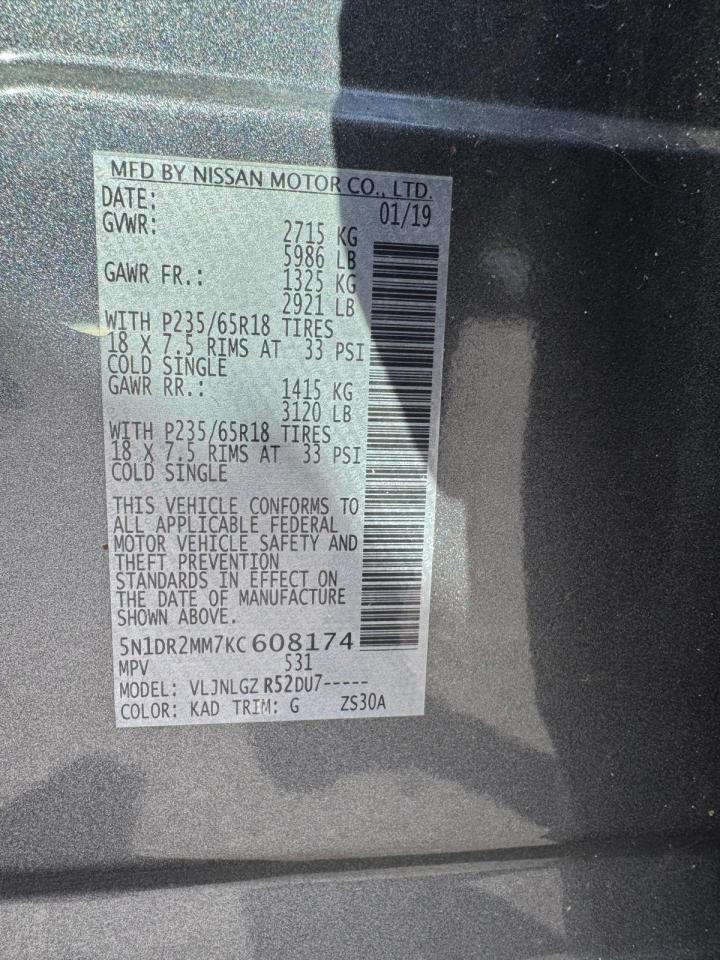 MFD BY NISSAN MOTOR CO., LTD.
DATE: 01/19
GVWR: 2715 KG
5986 LB
GAWR FR.: 1325 KG
2921 LB
WITH P235/65R18 TIRES
18 X 7.5 RIMS AT 33 PSI
COLD SINGLE
GAWR RR.: 1415 KG
3120 LB
WITH P235/65R18 TIRES
18 X 7.5 RIMS AT 33 PSI
COLD SINGLE
THIS VEHICLE CONFORMS TO
ALL APPLICABLE FEDERAL
MOTOR VEHICLE SAFETY AND
THEFT PREVENTION
STANDARDS IN EFFECT ON
THE DATE OF MANUFACTURE
SHOWN ABOVE.
5N1DR2MM7KC608174
MPV 531
MODEL: VLJNLGZ R52DU7-----
COLOR: KAD TRIM: G ZS30A